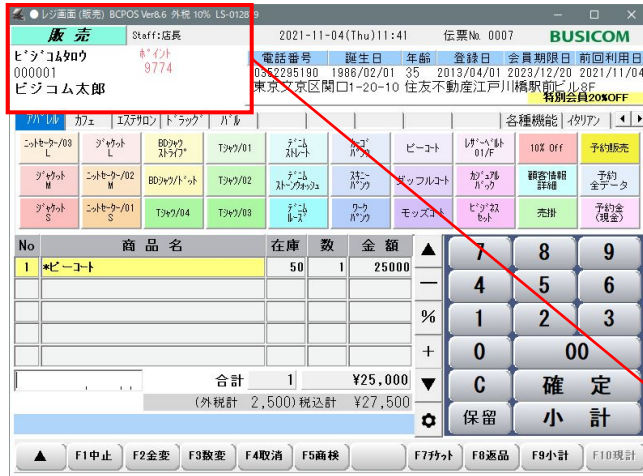 レジ画面 (販売) BCPOS Ver8.6 外税 10% LS-012
販 売 Staff:店長 2021-11-04(Thu)11:41 伝票No. 0007 BUSICOM
ﾋﾞｼﾞｺﾑﾀﾛｳ ﾎﾟｲﾝﾄ 電話番号 誕生日 年齢 登録日 会員期限日 前回利用日
000001 9774 0352295190 1986/02/01 35 2013/04/01 2023/12/20 2021/11/04
ビジコム太郎 東京文京区関口1-20-10 住友不動産江戸川橋駅前ビル8F
特別会員20%OFF
ｱﾊﾟﾚﾙ ｶﾌｪ ｴｽﾃｻﾛﾝ ﾄﾞﾗｯｸﾞ ﾊﾟﾙ 各種機能 ｲﾀﾘｱﾝ
ﾆｯﾄｾｰﾀｰ/03 L ｼﾞｬｹｯﾄ L BDｼｬﾂ ｽﾄﾗｲﾌﾟ Tｼｬﾂ/01 ﾃﾞﾆﾑ ｽﾄﾚｰﾄ ｶｰｺﾞ ﾊﾟﾝﾂ ピーコート ﾚｻﾞｰﾍﾞﾙﾄ 01/F 10% Off 予約販売
ｼﾞｬｹｯﾄ M ﾆｯﾄｾｰﾀｰ/02 M BDｼｬﾂ/ﾄﾞｯﾄ Tｼｬﾂ/02 ﾃﾞﾆﾑ ｽﾄｰﾝｳｫｯｼｭ ｽｷﾆｰ ﾊﾟﾝﾂ ダッフルコート ｶｼﾞｭｱﾙ ﾊﾞｯｸﾞ 顧客情報 詳細 予約 全データ
ｼﾞｬｹｯﾄ S ﾆｯﾄｾｰﾀｰ/01 S Tｼｬﾂ/04 Tｼｬﾂ/03 ﾃﾞﾆﾑ ﾙｰｽﾞ ﾜｰｸ ﾊﾟﾝﾂ モッズコート ﾋﾞｼﾞﾈｽ ｾｯﾄ 売掛 予約金 (現金)
No 商 品 名 在庫 数 金 額 ▲ 7 8 9
1 *ピーコート 50 1 25000 — 4 5 6
% 1 2 3
+ 0 00
合計 1 ¥25,000 ▼ C 確 定
(外税計 2,500)税込計 ¥27,500 保留 小 計
▲ F1中止 F2金変 F3数変 F4取消 F5商検 F7ﾁｹｯﾄ F8返品 F9小計 F10現計